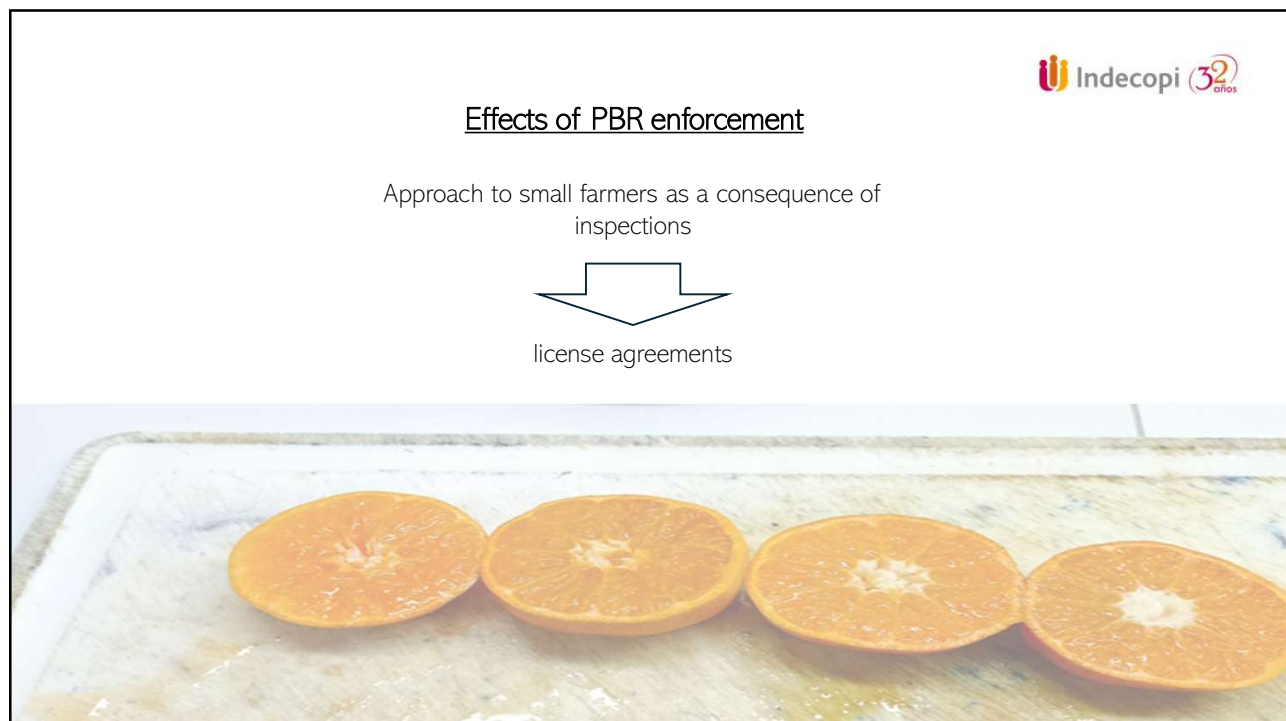 Indecopi 32 años
Effects of PBR enforcement
Approach to small farmers as a consequence of
inspections
license agreements